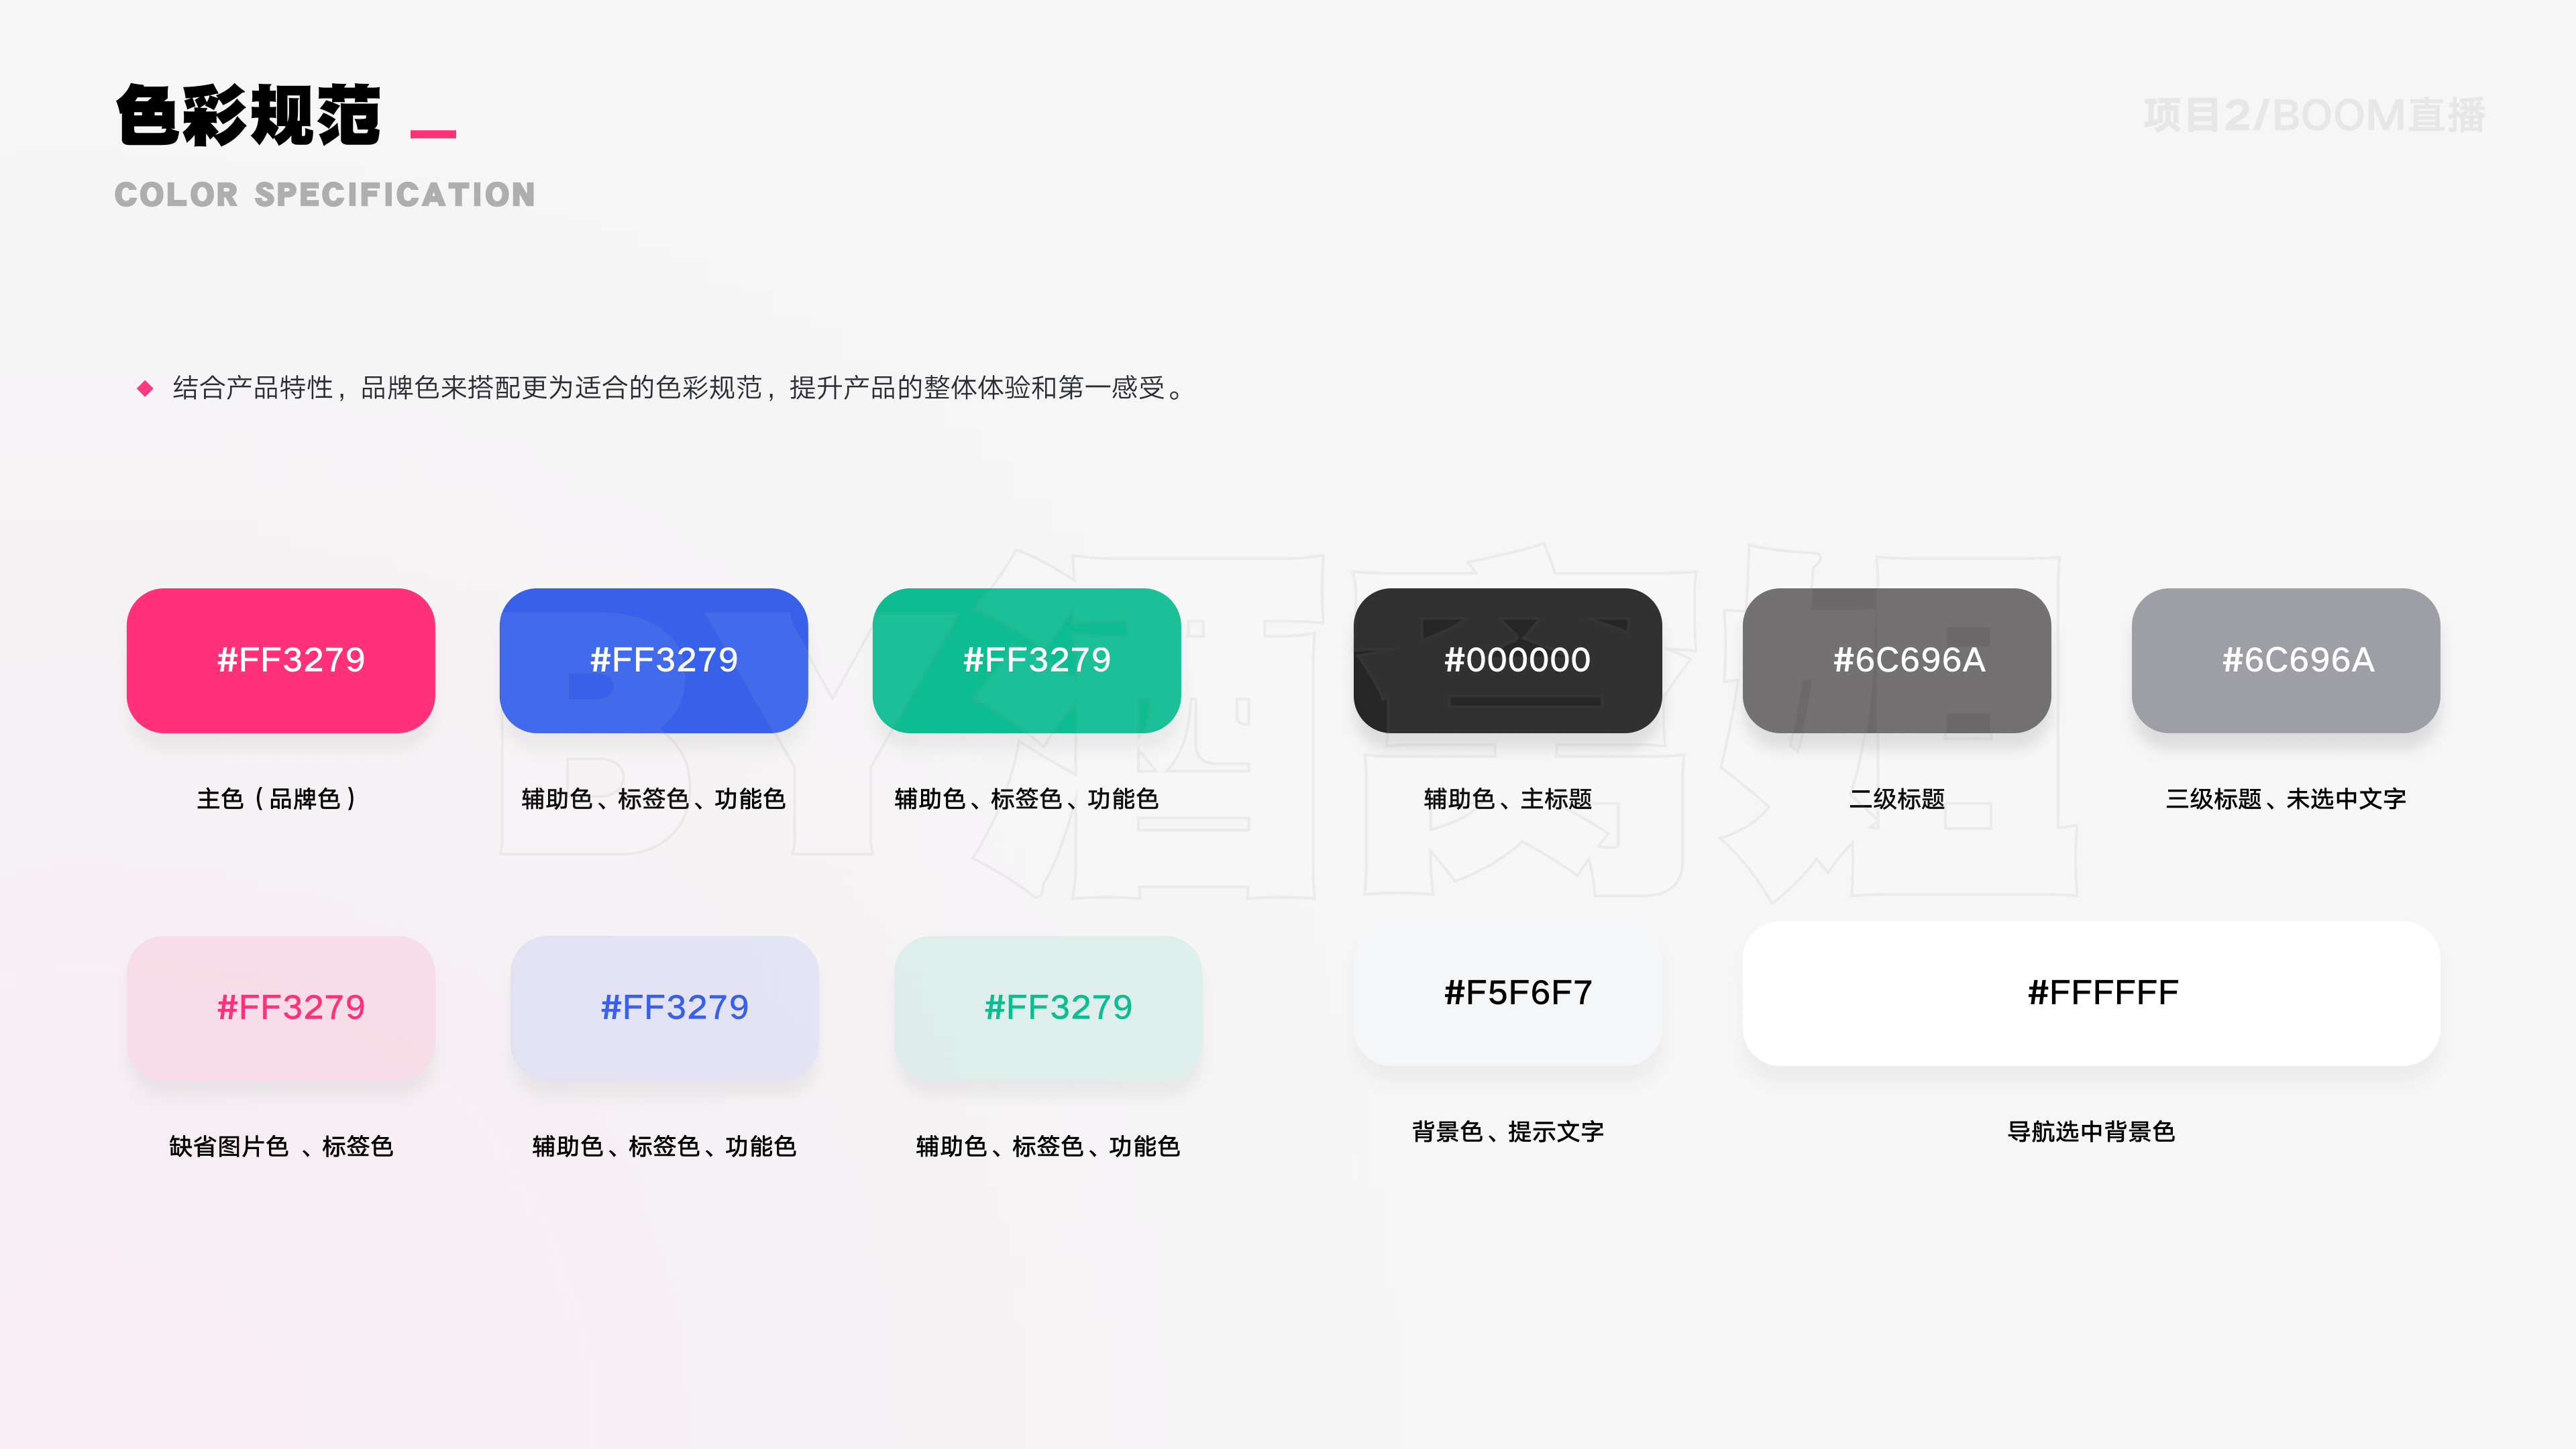 色彩规范
项目2/BOOM直播
COLOR SPECIFICATION
结合产品特性，品牌色来搭配更为适合的色彩规范，提升产品的整体体验和第一感受。
#FF3279
#FF3279
#FF3279
#000000
#6C696A
#6C696A
主色（品牌色）
辅助色、标签色、功能色
辅助色、标签色、功能色
辅助色、主标题
二级标题
三级标题、未选中文字
#FF3279
#FF3279
#FF3279
#F5F6F7
#FFFFFF
缺省图片色 、标签色
辅助色、标签色、功能色
辅助色、标签色、功能色
背景色、提示文字
导航选中背景色
BY酒窝妲